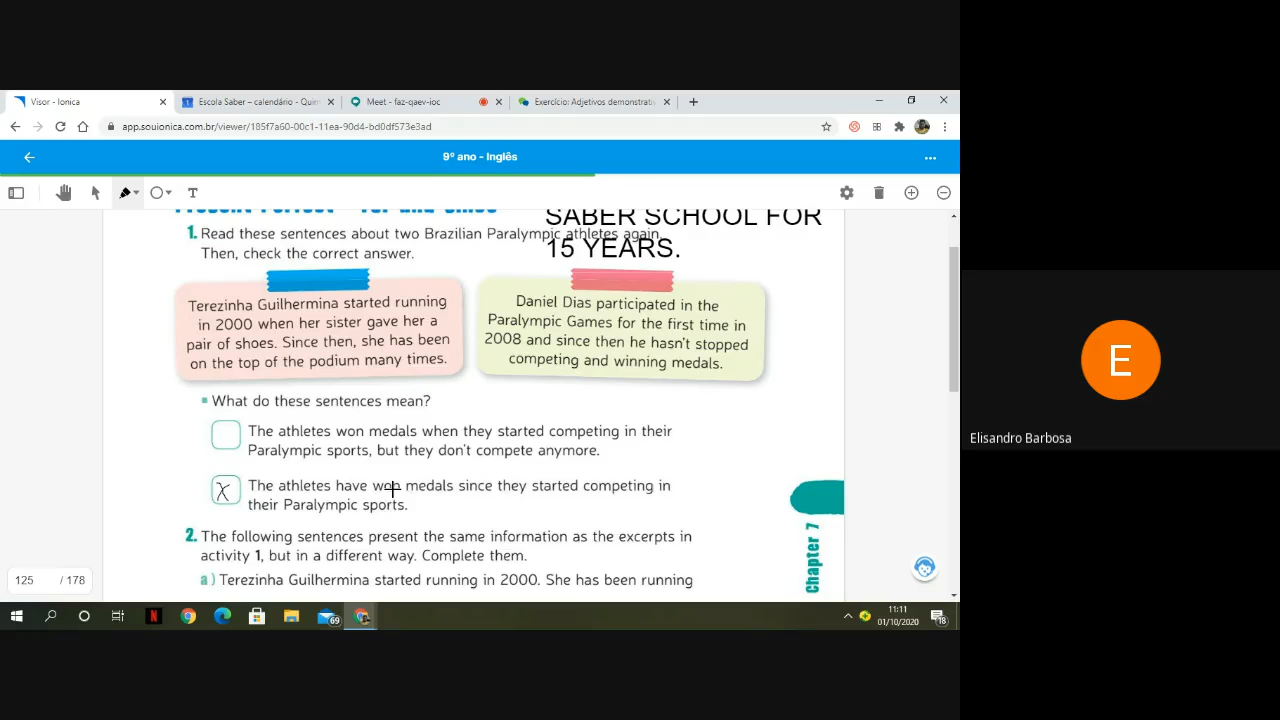 Visor - Ionica
Escola Saber – calendário - Quin
Meet - faz-qaev-ioc
Exercício: Adjetivos demonstrati
app.souionica.com.br/viewer/185f7a60-00c1-11ea-90d4-bd0df573e3ad
9º ano - Inglês
T
Present Perfect – for and since
SABER SCHOOL FOR
15 YEARS.
1. Read these sentences about two Brazilian Paralympic athletes again.
Then, check the correct answer.
Terezinha Guilhermina started running
in 2000 when her sister gave her a
pair of shoes. Since then, she has been
on the top of the podium many times.
Daniel Dias participated in the
Paralympic Games for the first time in
2008 and since then he hasn't stopped
competing and winning medals.
What do these sentences mean?
The athletes won medals when they started competing in their
Paralympic sports, but they don't compete anymore.
X The athletes have won medals since they started competing in
their Paralympic sports.
2. The following sentences present the same information as the excerpts in
activity 1, but in a different way. Complete them.
a) Terezinha Guilhermina started running in 2000. She has been running
Chapter 7
125 / 178
E
Elisandro Barbosa
N
69
11:11
01/10/2020
18